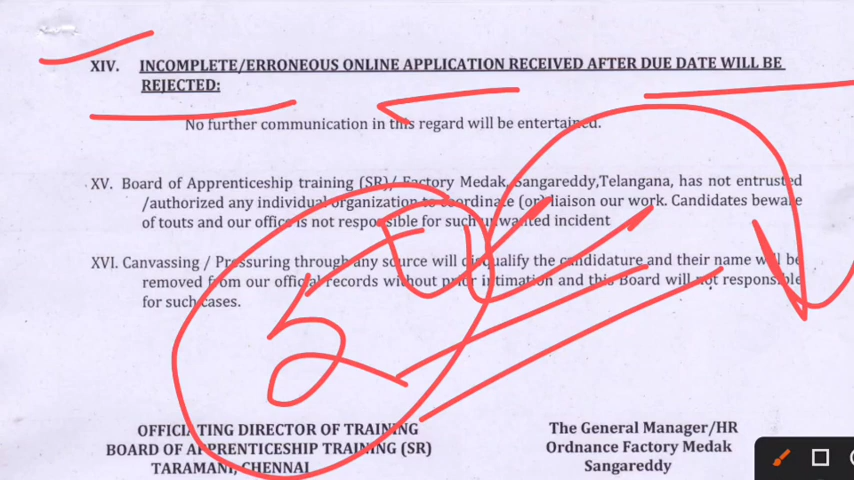 XIV. INCOMPLETE/ERRONEOUS ONLINE APPLICATION RECEIVED AFTER DUE DATE WILL BE
REJECTED:
No further communication in this regard will be entertained.
XV. Board of Apprenticeship training (SR)/ Factory Medak, Sangareddy,Telangana, has not entrusted
/authorized any individual organization to coordinate (or) liaison our work. Candidates beware
of touts and our office is not responsible for such unwanted incident
XVI. Canvassing / Pressuring through any source will disqualify the candidature and their name will be
removed from our official records without prior intimation and this Board will not responsible
for such cases.
OFFICIATING DIRECTOR OF TRAINING
BOARD OF APPRENTICESHIP TRAINING (SR)
TARAMANI, CHENNAI
The General Manager/HR
Ordnance Factory Medak
Sangareddy